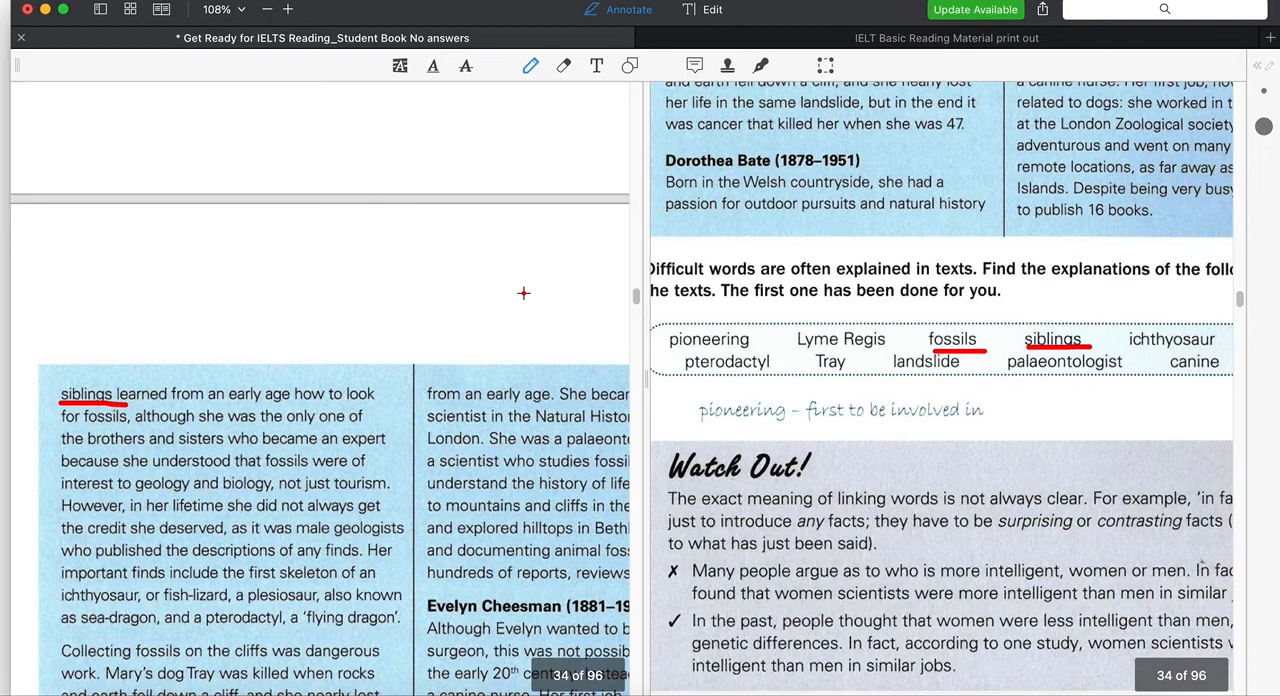 108%
Annotate
Edit
Update Available
* Get Ready for IELTS Reading_Student Book No answers
IELT Basic Reading Material print out
siblings learned from an early age how to look
for fossils, although she was the only one of
the brothers and sisters who became an expert
because she understood that fossils were of
interest to geology and biology, not just tourism.
However, in her lifetime she did not always get
the credit she deserved, as it was male geologists
who published the descriptions of any finds. Her
important finds include the first skeleton of an
ichthyosaur, or fish-lizard, a plesiosaur, also known
as sea-dragon, and a pterodactyl, a 'flying dragon'.
Collecting fossils on the cliffs was dangerous
work. Mary's dog Tray was killed when rocks
and earth fell down a cliff, and she nearly lost
from an early age. She becar
scientist in the Natural Histor
London. She was a palaeont
a scientist who studies fossil
understand the history of life
to mountains and cliffs in the
and explored hilltops in Bethl
and documenting animal foss
hundreds of reports, reviews
Evelyn Cheesman (1881–19
Although Evelyn wanted to b
surgeon, this was not possib
the early 20th cen
a canine nurse. Her first job
34 of 96
and earth fell down a cliff, and she nearly lost
her life in the same landslide, but in the end it
was cancer that killed her when she was 47.
Dorothea Bate (1878–1951)
Born in the Welsh countryside, she had a
passion for outdoor pursuits and natural history
a canine nurse. Her first job, how
related to dogs: she worked in t
at the London Zoological society
adventurous and went on many
remote locations, as far away as
Islands. Despite being very busy
to publish 16 books.
Difficult words are often explained in texts. Find the explanations of the follo
he texts. The first one has been done for you.
pioneering Lyme Regis fossils siblings ichthyosaur
pterodactyl Tray landslide palaeontologist canine
pioneering – first to be involved in
Watch Out!
The exact meaning of linking words is not always clear. For example, 'in fa
just to introduce any facts; they have to be surprising or contrasting facts (
to what has just been said).
✗ Many people argue as to who is more intelligent, women or men. In fac
found that women scientists were more intelligent than men in similar
✓ In the past, people thought that women were less intelligent than men,
genetic differences. In fact, according to one study, women scientists w
intelligent than men in similar jobs.
34 of 96